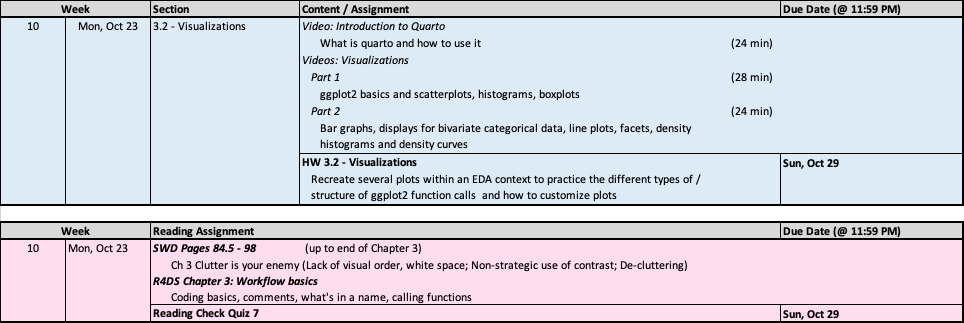 Week Section Content / Assignment Due Date (@ 11:59 PM)
10 Mon, Oct 23 3.2 - Visualizations Video: Introduction to Quarto
What is quarto and how to use it (24 min)
Videos: Visualizations
Part 1 (28 min)
ggplot2 basics and scatterplots, histograms, boxplots
Part 2 (24 min)
Bar graphs, displays for bivariate categorical data, line plots, facets, density
histograms and density curves
HW 3.2 - Visualizations Sun, Oct 29
Recreate several plots within an EDA context to practice the different types of /
structure of ggplot2 function calls and how to customize plots
Week Reading Assignment Due Date (@ 11:59 PM)
10 Mon, Oct 23 SWD Pages 84.5 - 98 (up to end of Chapter 3)
Ch 3 Clutter is your enemy (Lack of visual order, white space; Non-strategic use of contrast; De-cluttering)
R4DS Chapter 3: Workflow basics
Coding basics, comments, what's in a name, calling functions
Reading Check Quiz 7 Sun, Oct 29